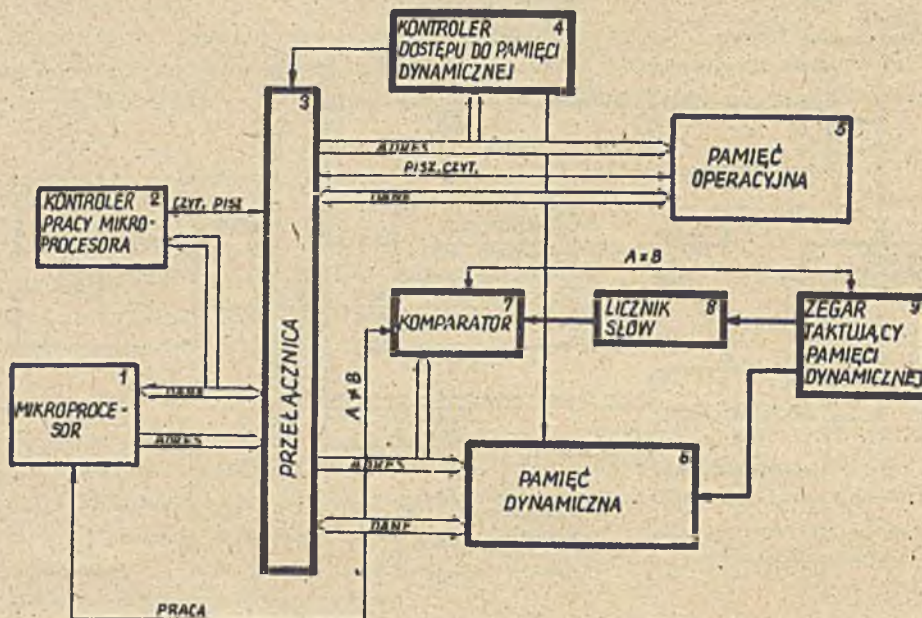 KONTROLER 4
DOSTĘPU DO PAMIĘCI
DYNAMICZNEJ
3
ADRES
PISZ, CZYT.
DANE
5
PAMIĘĆ
OPERACYJNA
KONTROLER 2
PRACY MIKRO-
PROCESORA
CZYT. PISZ
A = B
7
KOMPARATOR
LICZNIK 8
SŁÓW
ZEGAR 9
TAKTUJĄCY
PAMIĘCI
DYNAMICZNEJ
1
MIKROPROCE-
SOR
DANE
ADRES
PRZEŁĄCZNICA
A ≠ B
ADRES
DANE
6
PAMIĘĆ
DYNAMICZNA
PRACA